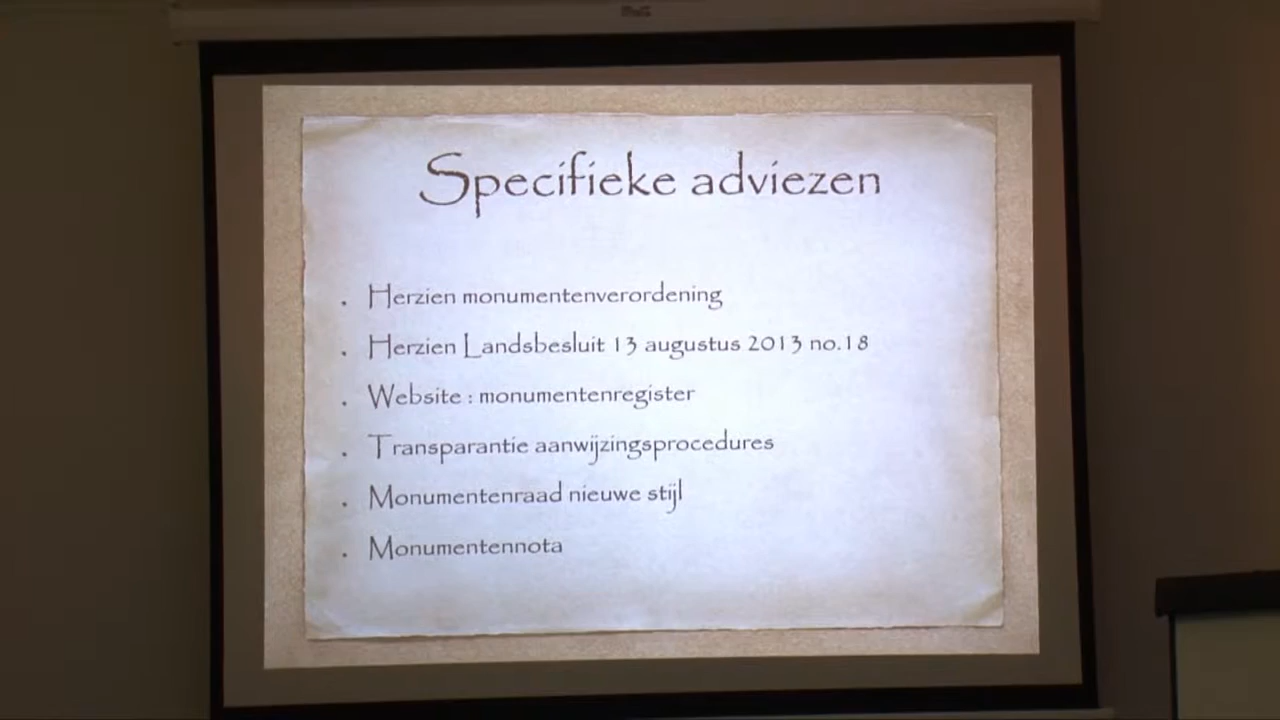 Specifieke adviezen
. Herzien monumentenverordening
. Herzien Landsbesluit 13 augustus 2013 no.18
. Website : monumentenregister
. Transparantie aanwijzingsprocedures
. Monumentenraad nieuwe stijl
. Monumentennota